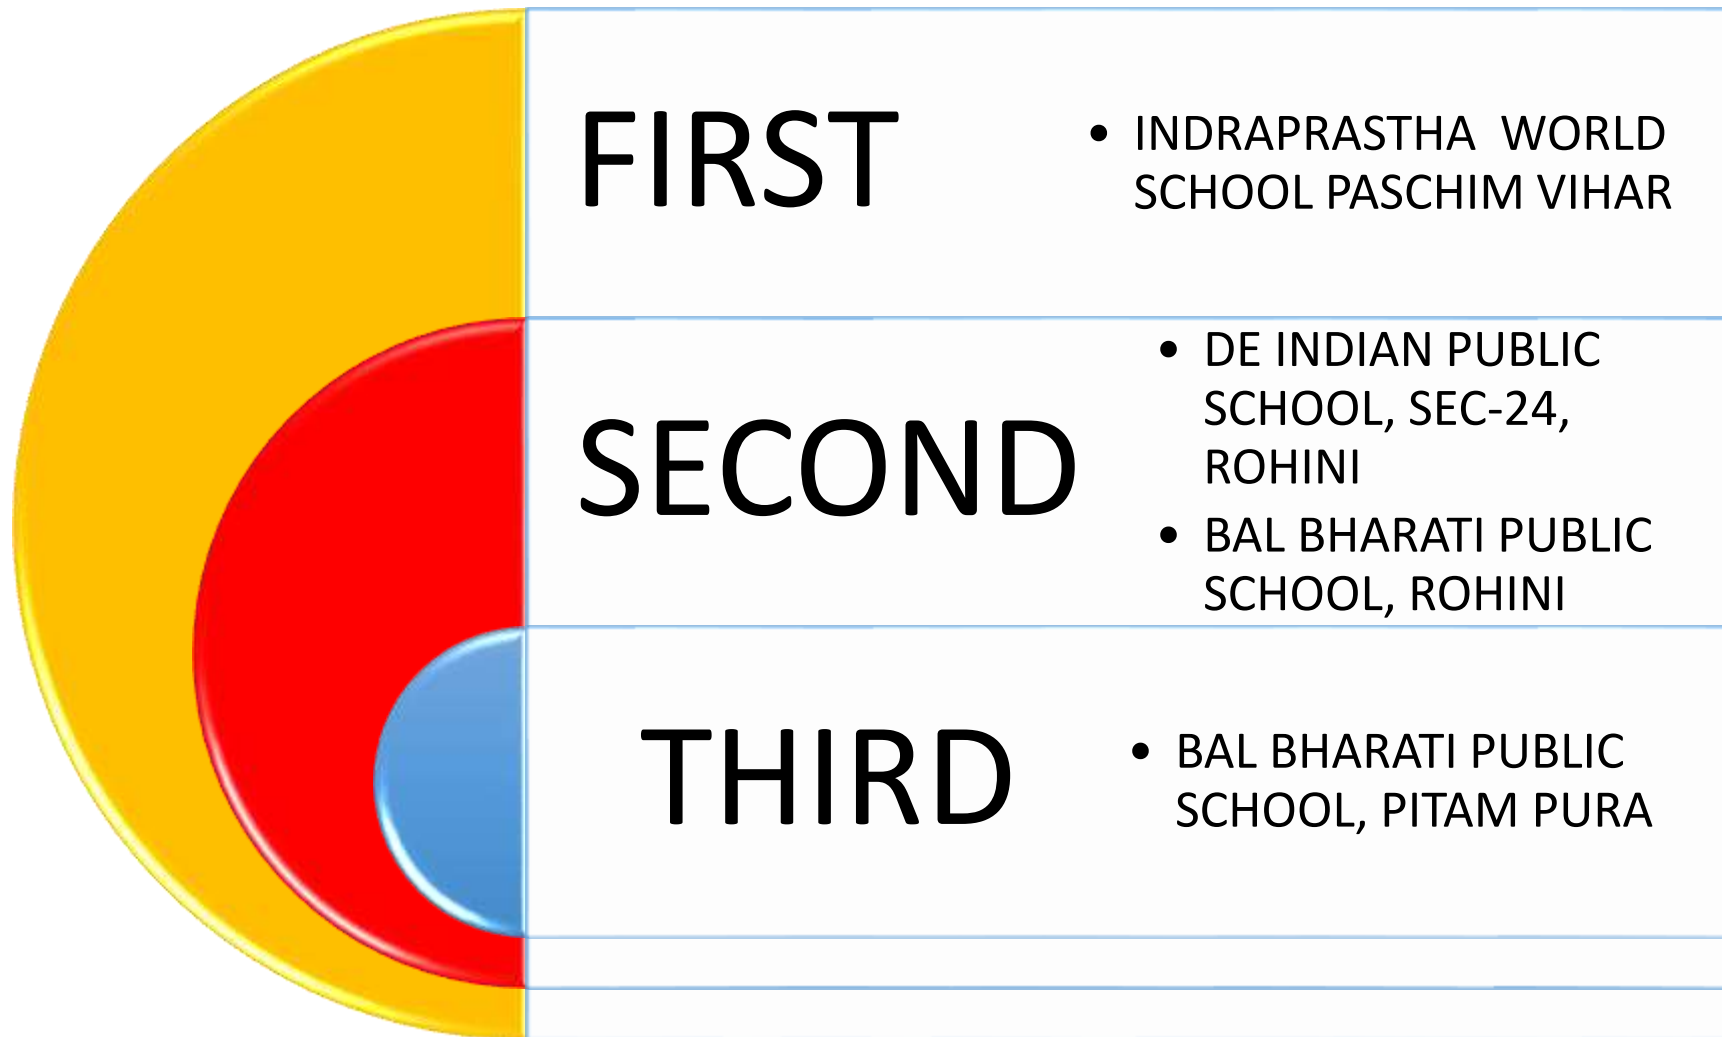 FIRST
• INDRAPRASTHA WORLD
SCHOOL PASCHIM VIHAR
SECOND
• DE INDIAN PUBLIC
SCHOOL, SEC-24,
ROHINI
• BAL BHARATI PUBLIC
SCHOOL, ROHINI
THIRD
• BAL BHARATI PUBLIC
SCHOOL, PITAM PURA